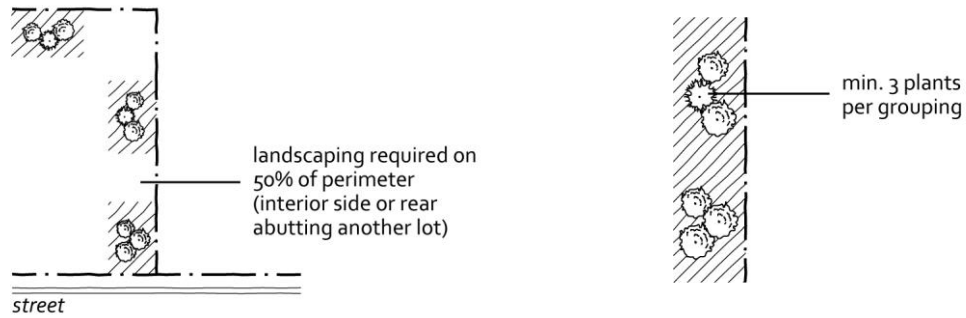 landscaping required on
50% of perimeter
(interior side or rear
abutting another lot)
street
min. 3 plants
per grouping